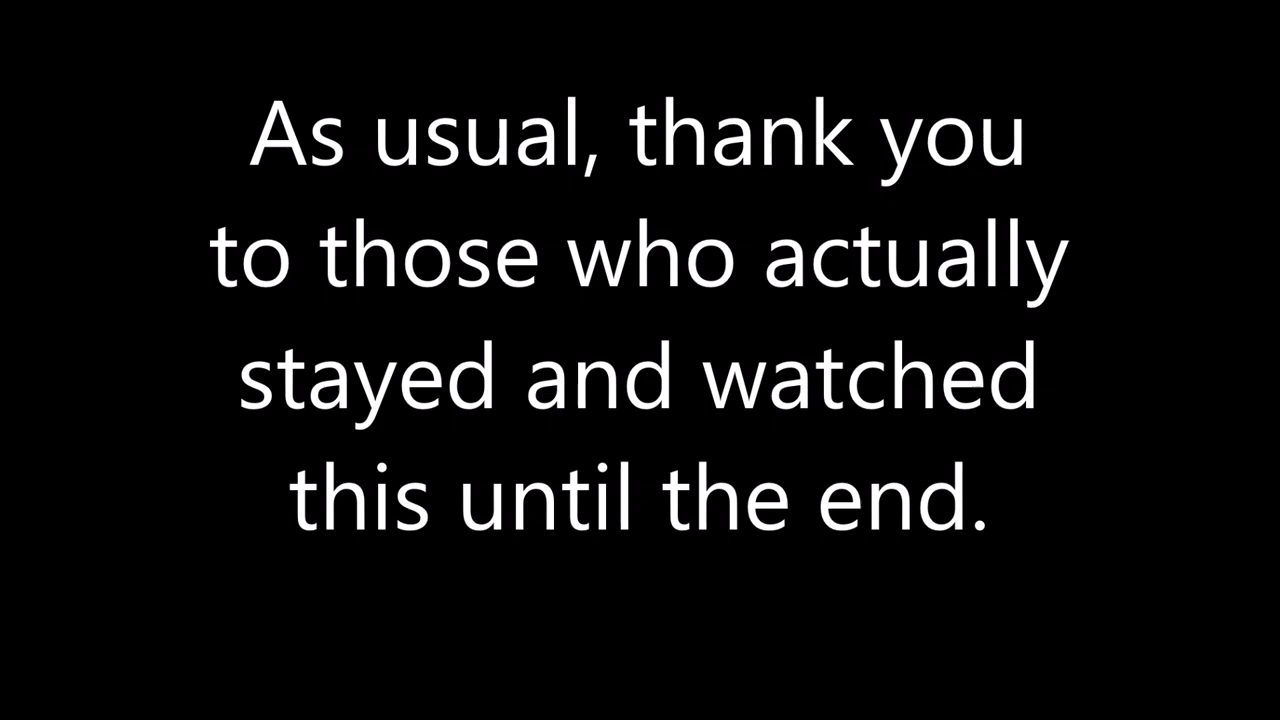 As usual, thank you
to those who actually
stayed and watched
this until the end.